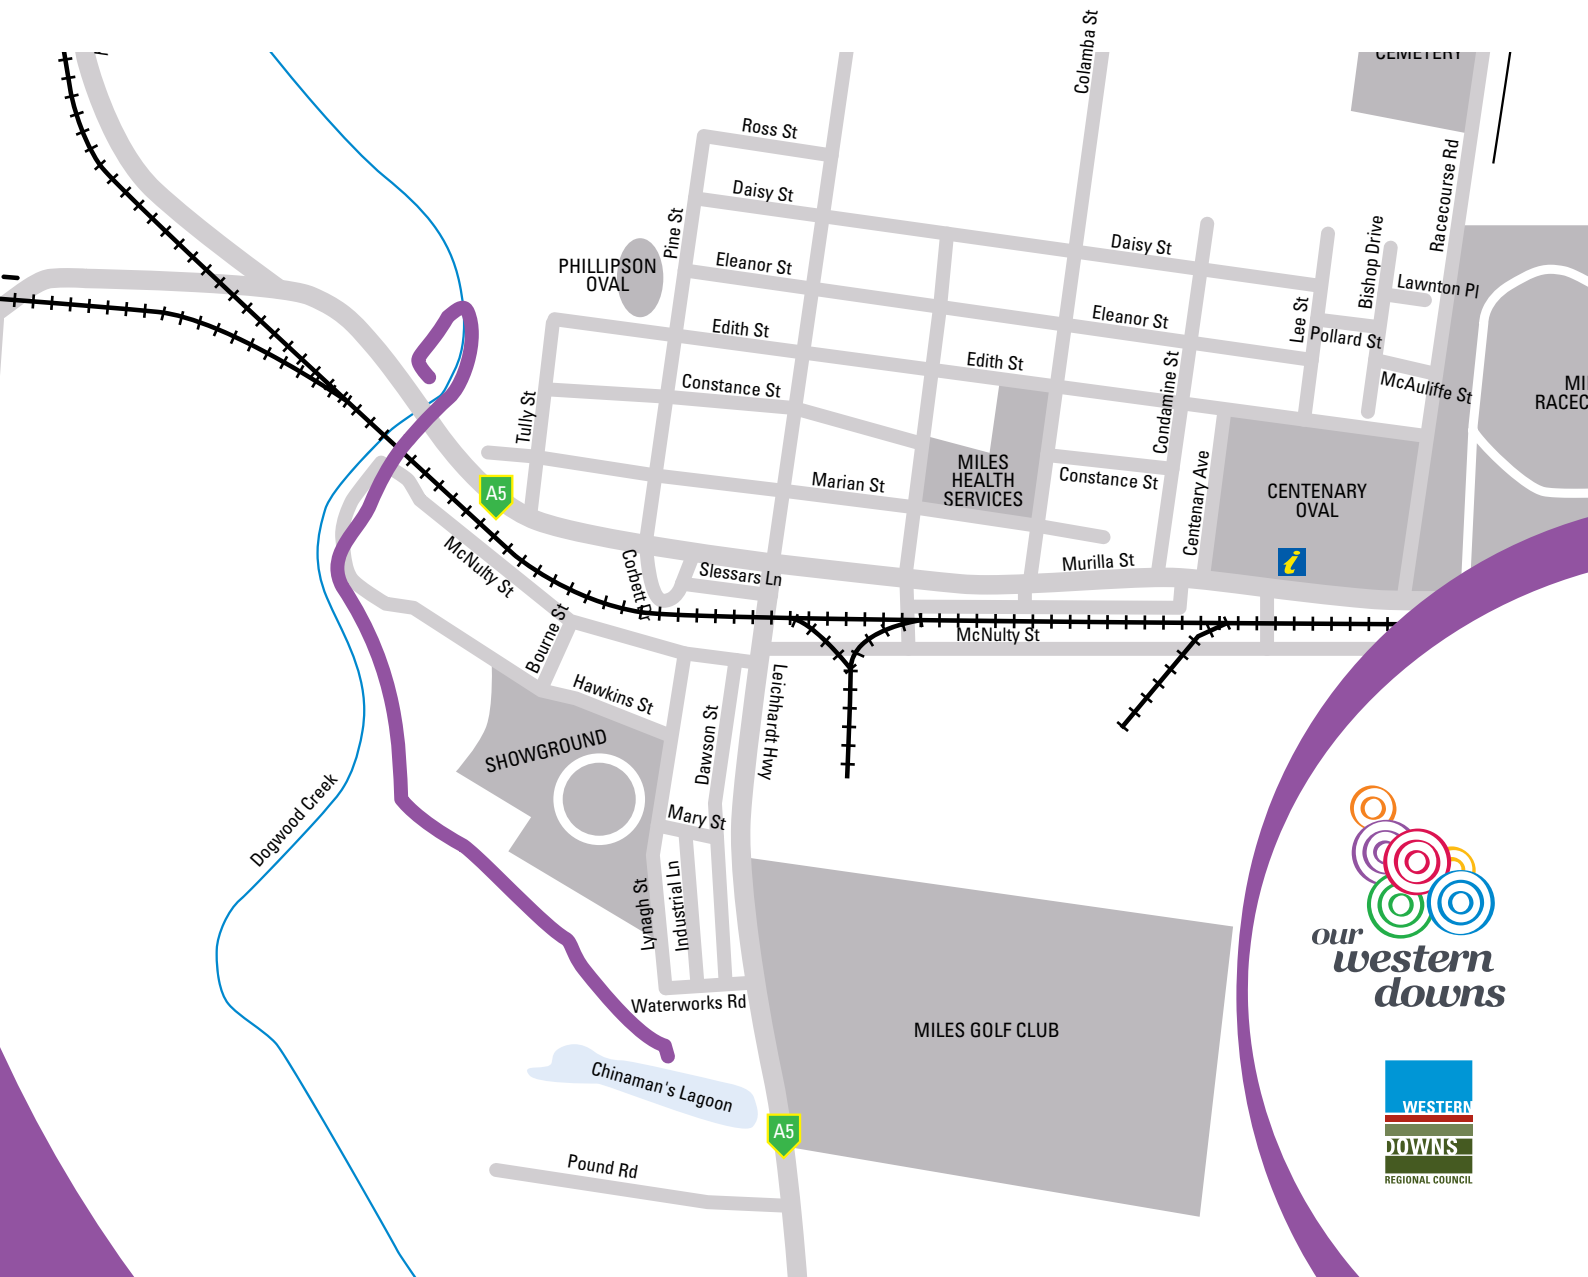 Colamba St
CEMETERY
Ross St
Racecourse Rd
Daisy St
Pine St
Daisy St
Bishop Drive
PHILLIPSON
OVAL
Eleanor St
Lawnton Pl
Eleanor St
Lee St
Pollard St
Edith St
Edith St
Condamine St
Constance St
McAuliffe St
MI
RACEC
Tully St
MILES
HEALTH
SERVICES
Marian St
Constance St
Centenary Ave
CENTENARY
OVAL
A5
i
McNulty St
Corbett Dr
Slessars Ln
Murilla St
Bourne St
McNulty St
Hawkins St
Leichhardt Hwy
Dawson St
SHOWGROUND
Mary St
Dogwood Creek
Lynagh St
Industrial Ln
Waterworks Rd
our
western
downs
MILES GOLF CLUB
Chinaman's Lagoon
A5
WESTERN
DOWNS
REGIONAL COUNCIL
Pound Rd